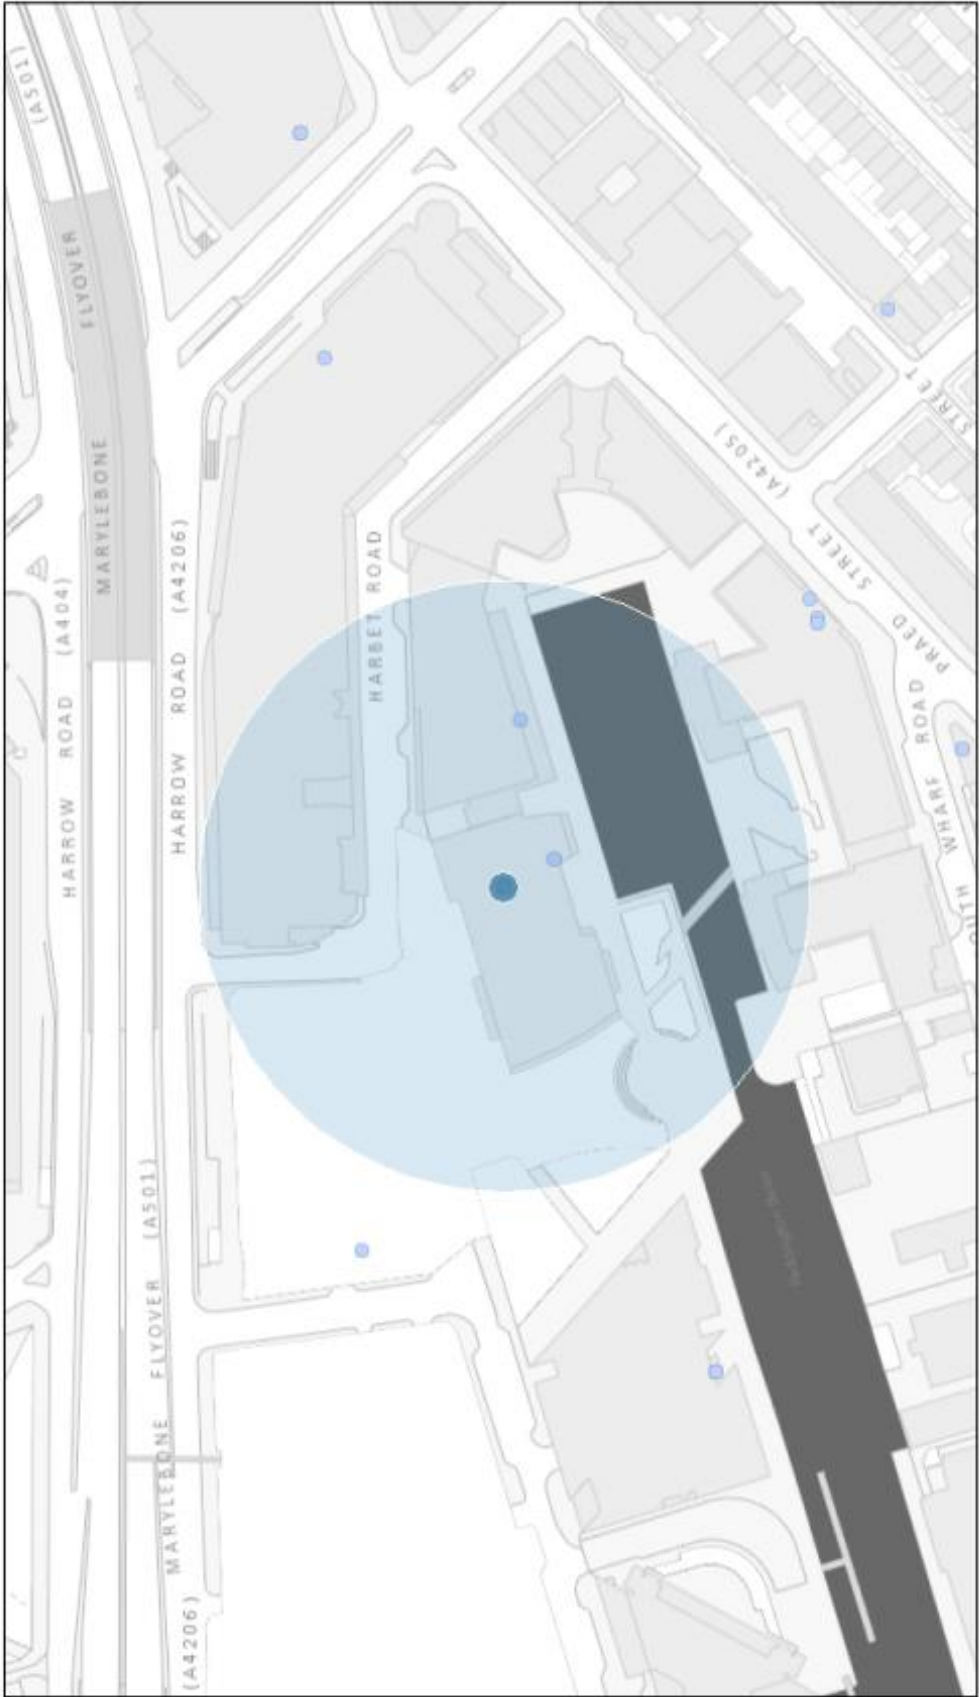 (A501)
FLYOVER
MARYLEBONE
HARROW ROAD (A404)
HARROW ROAD (A4206)
HARBET ROAD
STREET
STREET
(A4205)
STREET
PRAED
WHARF ROAD
MARYLEBONE FLYOVER (A501)
(A4206)